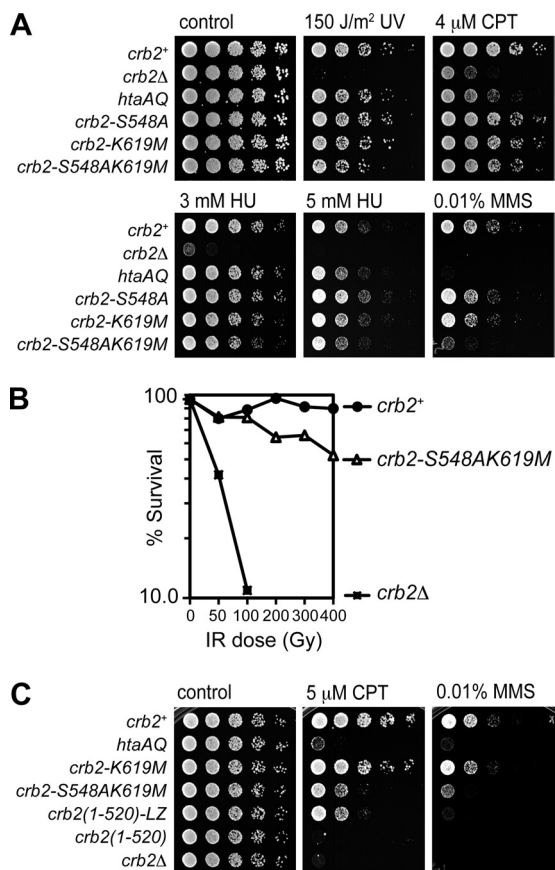 A
control 150 J/m² UV 4 μM CPT
crb2⁺
crb2Δ
htaAQ
crb2-S548A
crb2-K619M
crb2-S548AK619M
3 mM HU 5 mM HU 0.01% MMS
crb2⁺
crb2Δ
htaAQ
crb2-S548A
crb2-K619M
crb2-S548AK619M
B
100
10.0
% Survival
0 50 100 200 300 400
IR dose (Gy)
crb2⁺
crb2-S548AK619M
crb2Δ
C
control 5 μM CPT 0.01% MMS
crb2⁺
htaAQ
crb2-K619M
crb2-S548AK619M
crb2(1-520)-LZ
crb2(1-520)
crb2Δ